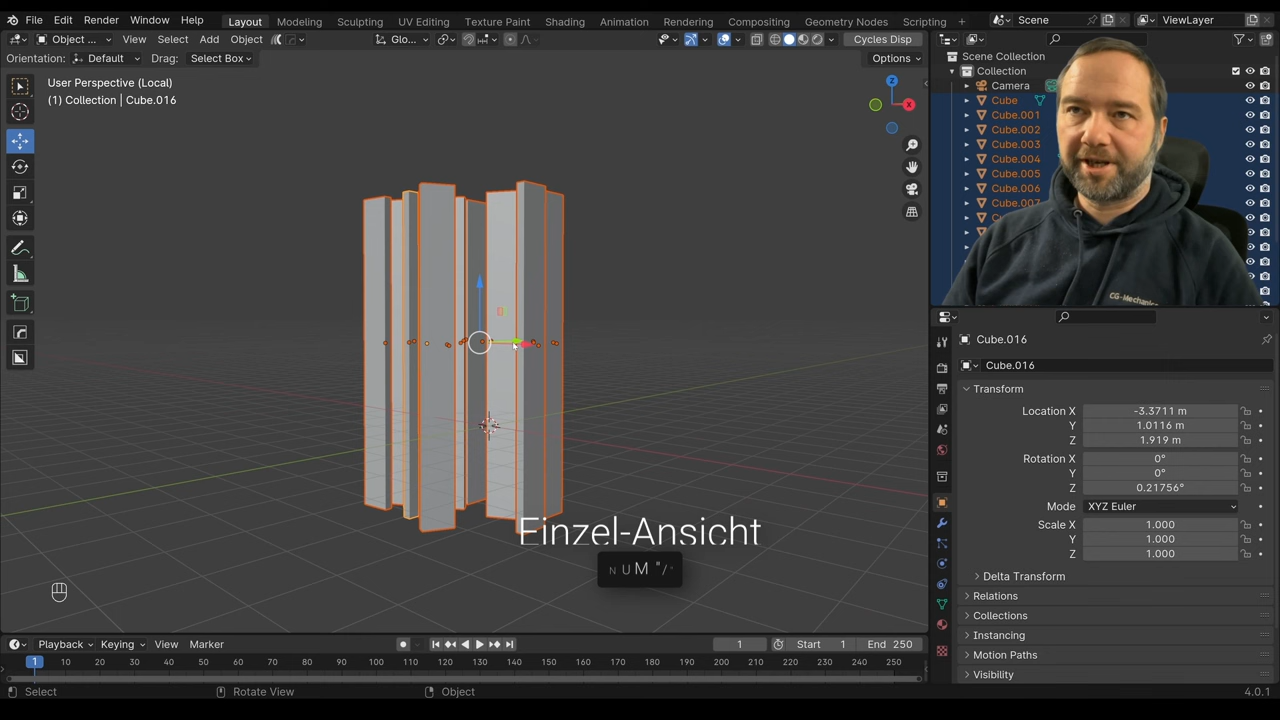 File Edit Render Window Help Layout Modeling Sculpting UV Editing Texture Paint Shading Animation Rendering Compositing Geometry Nodes Scripting + Scene ViewLayer
Object ... View Select Add Object Glo... Cycles Disp
Orientation: Default Drag: Select Box Options
User Perspective (Local)
(1) Collection | Cube.016
Z
X
Scene Collection
Collection
Camera
Cube
Cube.001
Cube.002
Cube.003
Cube.004
Cube.005
Cube.006
Cube.007
CG-Mechanic
Cube.016
Cube.016
Transform
Location X -3.3711 m
Y 1.0116 m
Z 1.919 m
Rotation X 0°
Y 0°
Z 0.21756°
Mode XYZ Euler
Scale X 1.000
Y 1.000
Z 1.000
Delta Transform
Relations
Collections
Instancing
Motion Paths
Visibility
Einzel-Ansicht
NUM "/"
Playback Keying View Marker 1 Start 1 End 250
1 10 20 30 40 50 60 70 80 90 100 110 120 130 140 150 160 170 180 190 200 210 220 230 240 250
Select Rotate View Object 4.0.1